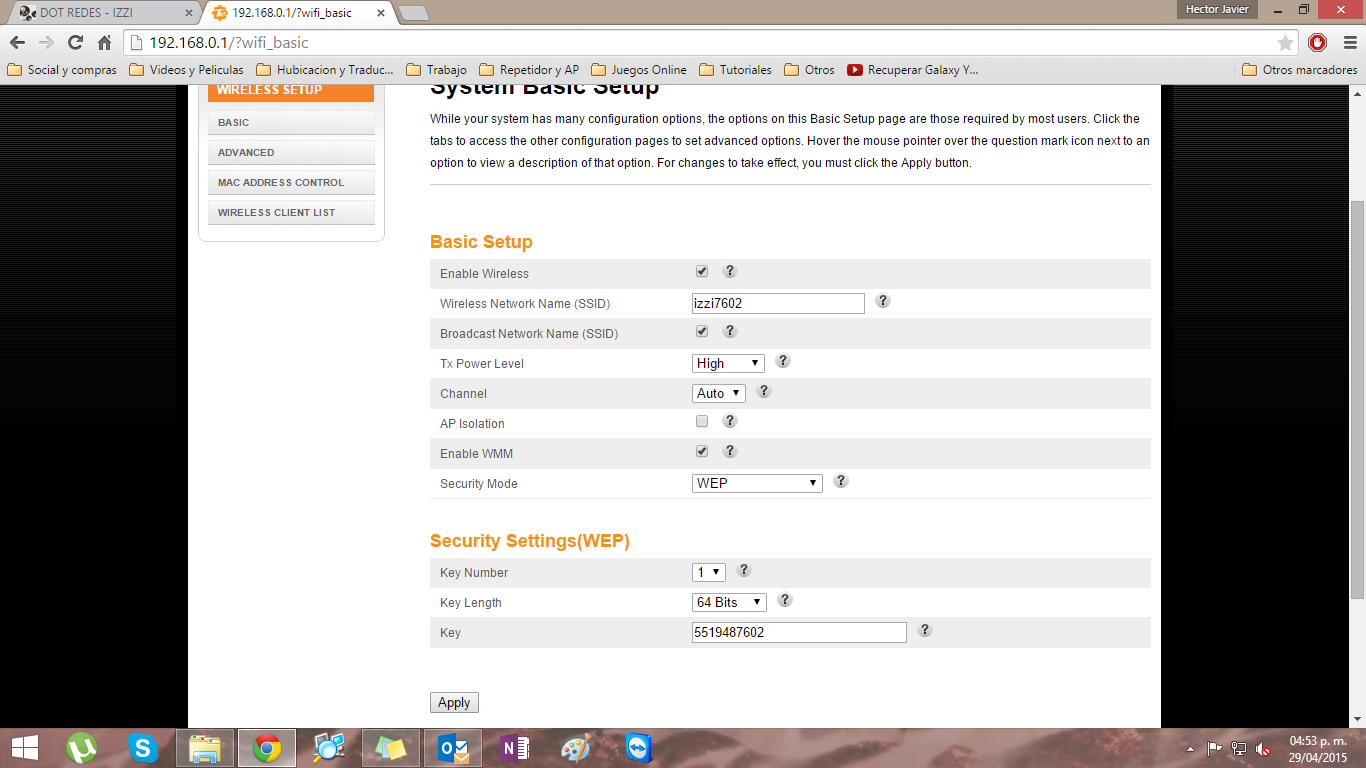 DOT REDES - IZZI
192.168.0.1/?wifi_basic
Hector Javier
192.168.0.1/?wifi_basic
Social y compras
Videos y Peliculas
Hubicacion y Traduc...
Trabajo
Repetidor y AP
Juegos Online
Tutoriales
Otros
Recuperar Galaxy Y...
Otros marcadores
WIRELESS SETUP
BASIC
ADVANCED
MAC ADDRESS CONTROL
WIRELESS CLIENT LIST
System Basic Setup
While your system has many configuration options, the options on this Basic Setup page are those required by most users. Click the
tabs to access the other configuration pages to set advanced options. Hover the mouse pointer over the question mark icon next to an
option to view a description of that option. For changes to take effect, you must click the Apply button.
Basic Setup
Enable Wireless ?
Wireless Network Name (SSID) izzi7602 ?
Broadcast Network Name (SSID) ?
Tx Power Level High ?
Channel Auto ?
AP Isolation ?
Enable WMM ?
Security Mode WEP ?
Security Settings(WEP)
Key Number 1 ?
Key Length 64 Bits ?
Key 5519487602 ?
Apply
04:53 p. m.
29/04/2015